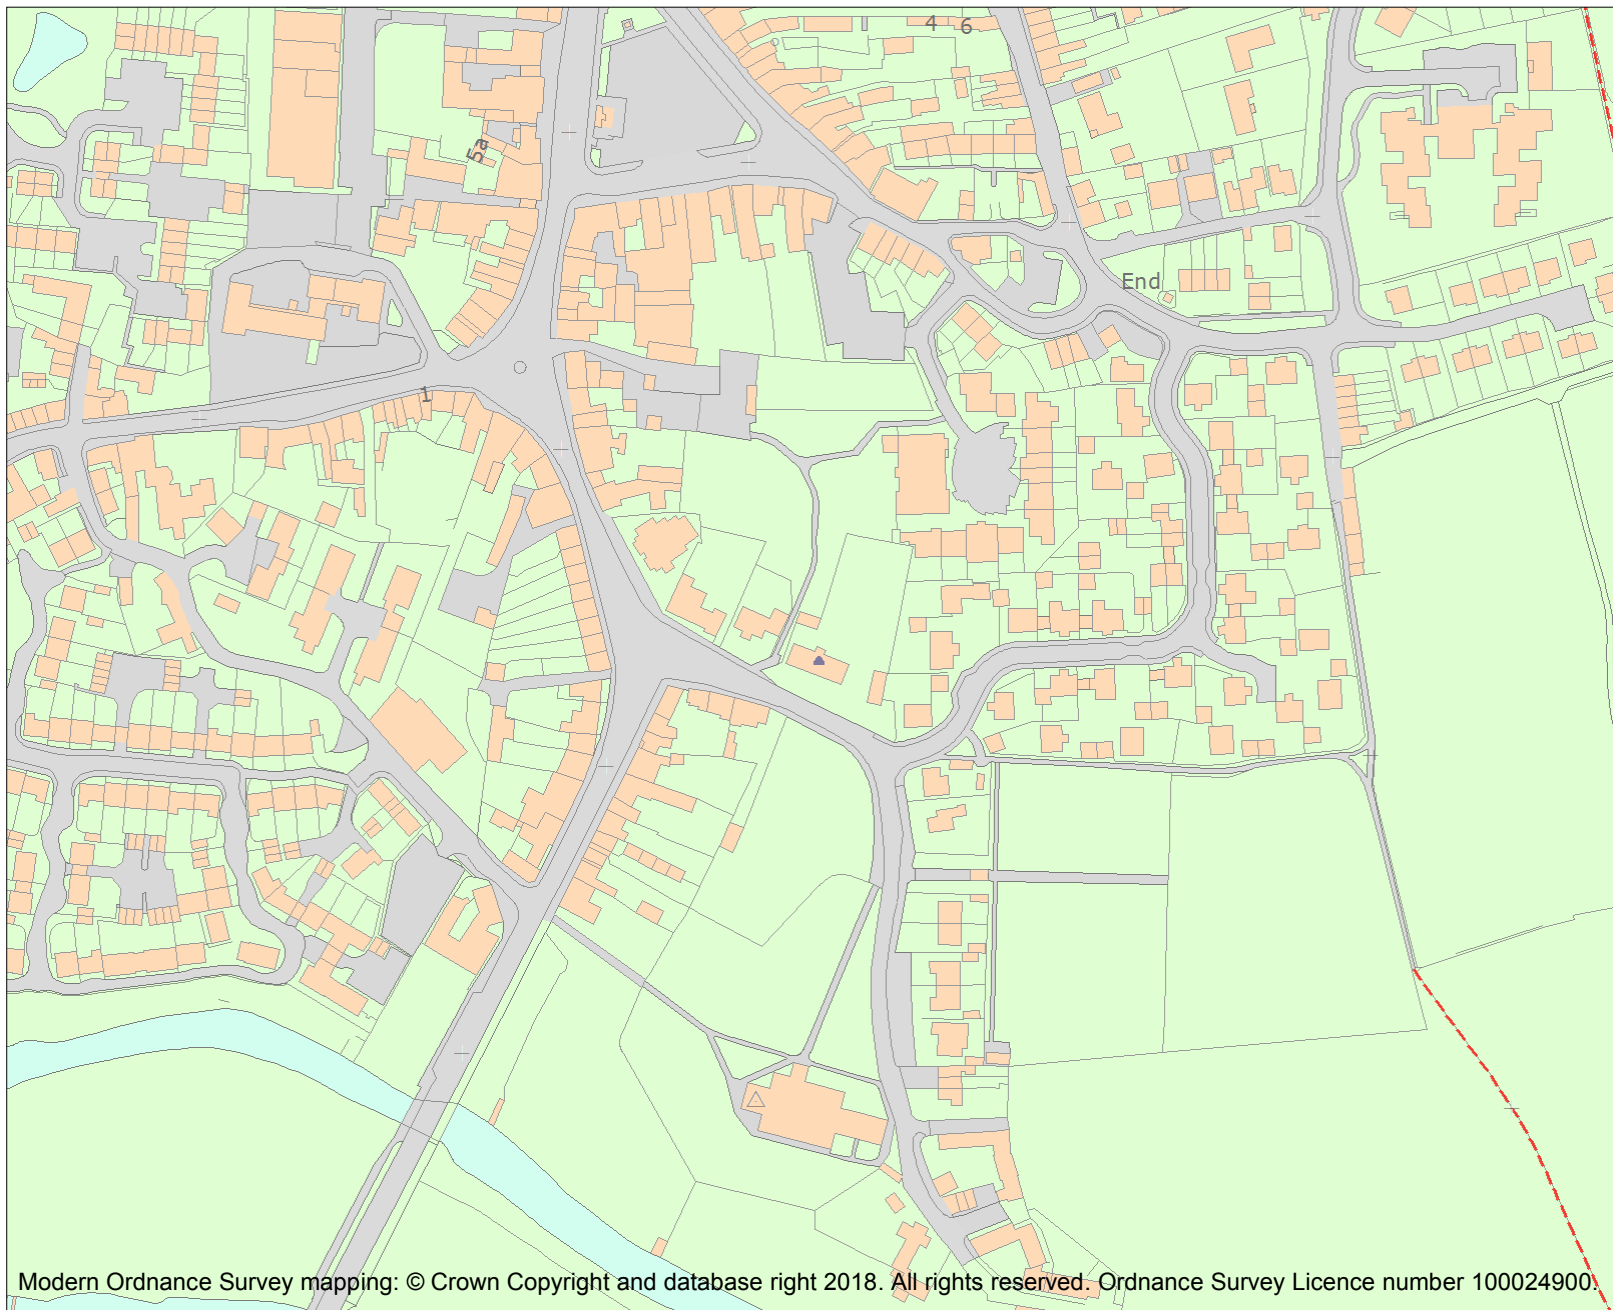 4 6
5a
End
1
Modern Ordnance Survey mapping: © Crown Copyright and database right 2018. All rights reserved. Ordnance Survey Licence number 100024900.